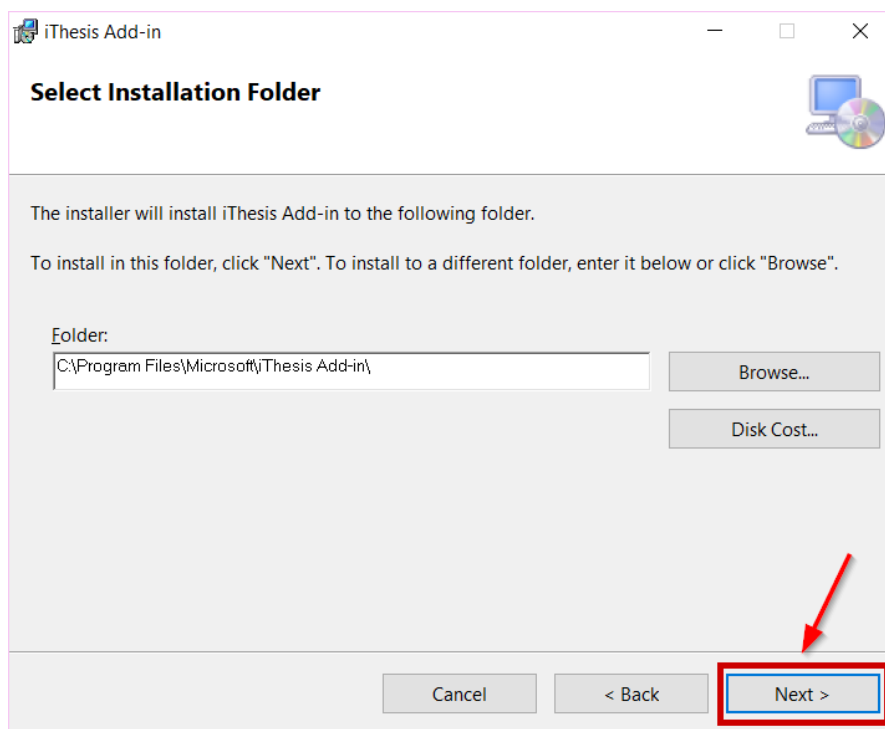 iThesis Add-in
Select Installation Folder
The installer will install iThesis Add-in to the following folder.
To install in this folder, click "Next". To install to a different folder, enter it below or click "Browse".
Folder:
C:\Program Files\Microsoft\iThesis Add-in\
Browse...
Disk Cost...
Cancel
< Back
Next >